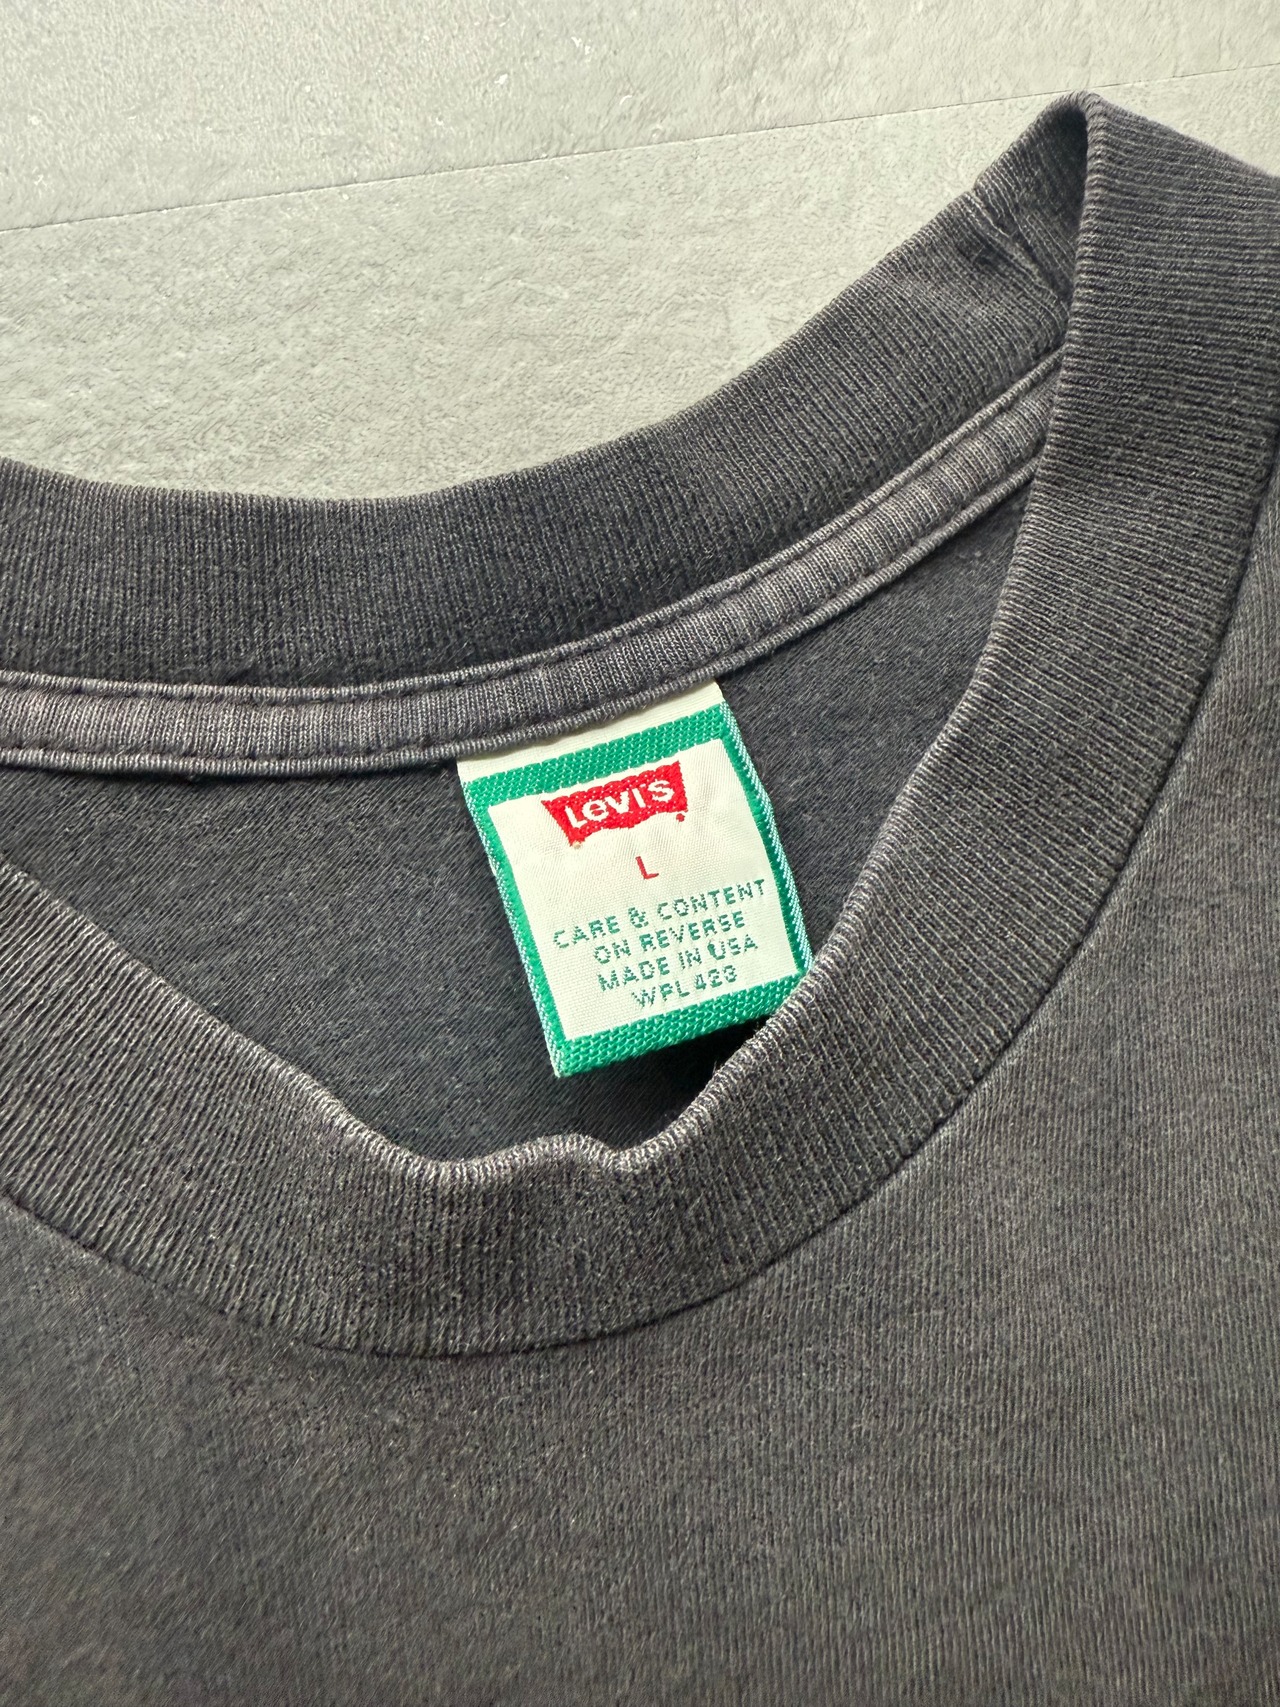 Levi's
L
CARE & CONTENT
ON REVERSE
MADE IN USA
WPL 423